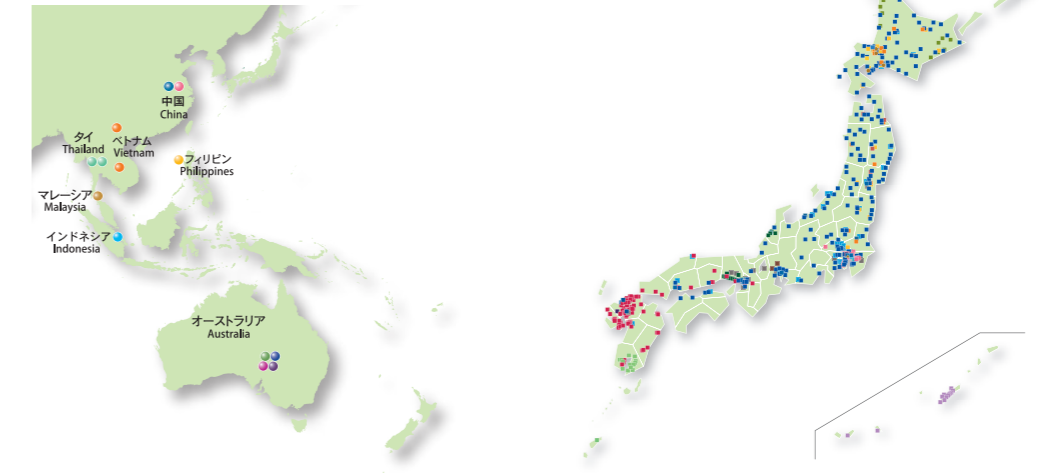 中国
China
タイ
Thailand
ベトナム
Vietnam
フィリピン
Philippines
マレーシア
Malaysia
インドネシア
Indonesia
オーストラリア
Australia